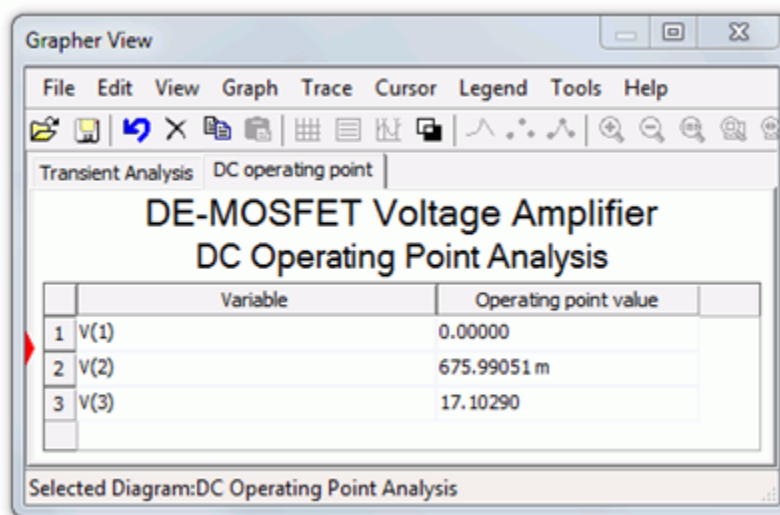 Grapher View
File Edit View Graph Trace Cursor Legend Tools Help
Transient Analysis DC operating point
DE-MOSFET Voltage Amplifier
DC Operating Point Analysis
Variable Operating point value
1 V(1) 0.00000
2 V(2) 675.99051 m
3 V(3) 17.10290
Selected Diagram:DC Operating Point Analysis